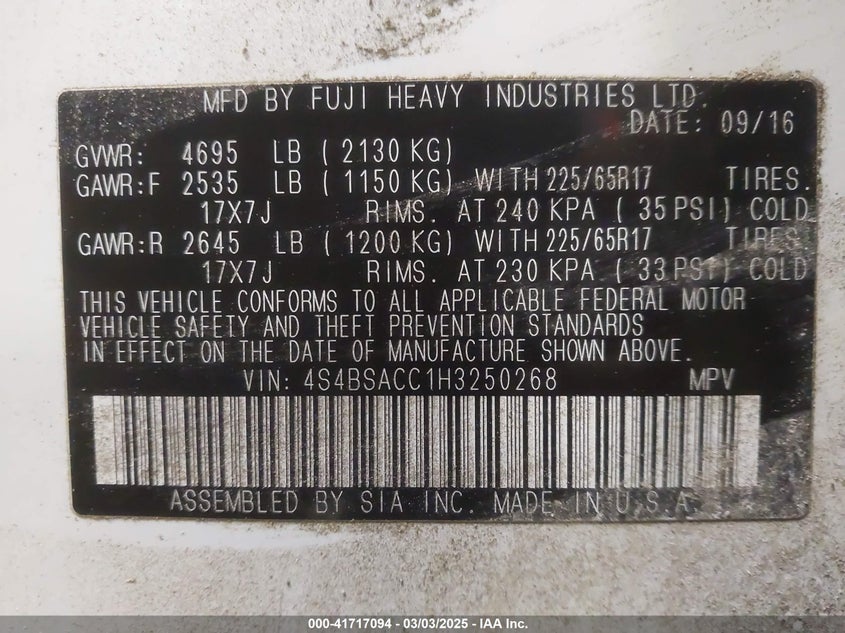 MFD BY FUJI HEAVY INDUSTRIES LTD.
DATE: 09/16
GVWR: 4695 LB ( 2130 KG)
GAWR:F 2535 LB ( 1150 KG) WITH 225/65R17 TIRES.
17X7J RIMS. AT 240 KPA ( 35 PSI) COLD
GAWR:R 2645 LB ( 1200 KG) WITH 225/65R17 TIRES
17X7J RIMS. AT 230 KPA ( 33 PSI) COLD
THIS VEHICLE CONFORMS TO ALL APPLICABLE FEDERAL MOTOR
VEHICLE SAFETY AND THEFT PREVENTION STANDARDS
IN EFFECT ON THE DATE OF MANUFACTURE SHOWN ABOVE.
VIN: 4S4BSACC1H3250268 MPV
ASSEMBLED BY SIA INC. MADE IN U.S.A.
000-41717094 — 03/03/2025 — IAA Inc.